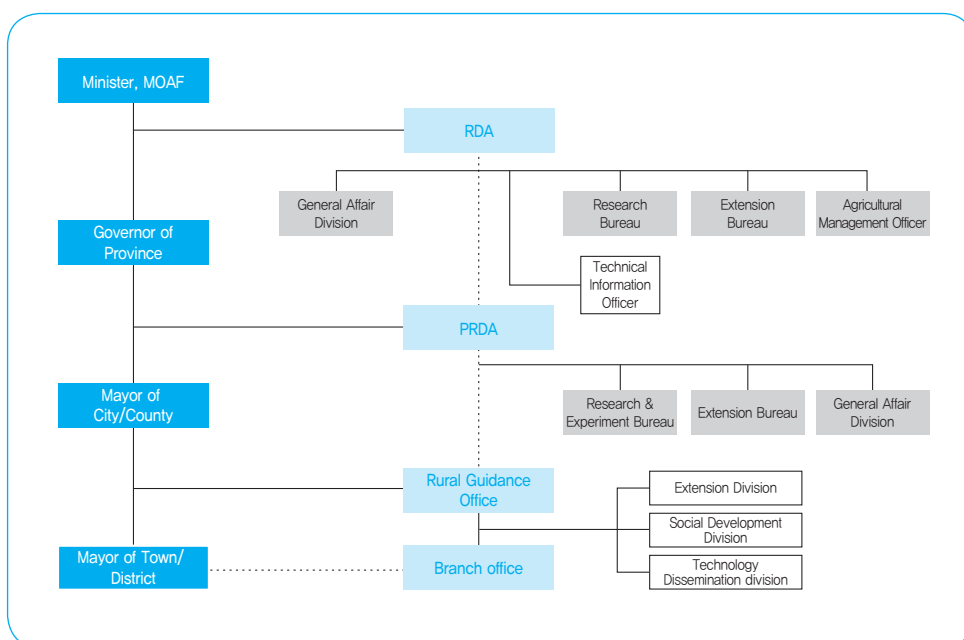 Minister, MOAF
RDA
General Affair
Division
Research
Bureau
Extension
Bureau
Agricultural
Management Officer
Governor of
Province
Technical
Information
Officer
PRDA
Mayor of
City/County
Research &
Experiment Bureau
Extension Bureau
General Affair
Division
Rural Guidance
Office
Extension Division
Social Development
Division
Mayor of Town/
District
Branch office
Technology
Dissemination division